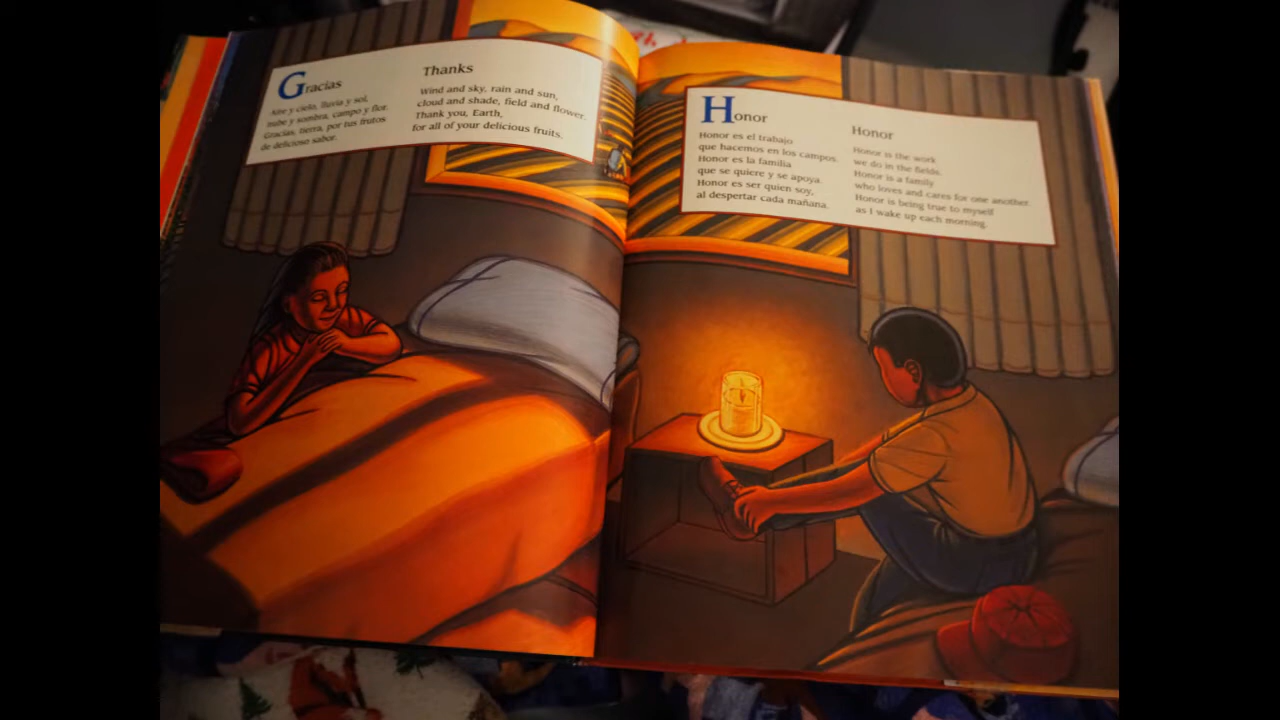 Gracias
Aire y cielo, lluvia y sol,
nube y sombra, campo y flor.
Gracias, tierra, por tus frutos
de delicioso sabor.
Thanks
Wind and sky, rain and sun,
cloud and shade, field and flower.
Thank you, Earth,
for all of your delicious fruits.
Honor
Honor es el trabajo
que hacemos en los campos.
Honor es la familia
que se quiere y se apoya.
Honor es ser quien soy,
al despertar cada mañana.
Honor
Honor is the work
we do in the fields.
Honor is a family
who loves and cares for one another.
Honor is being true to myself
as I wake up each morning.